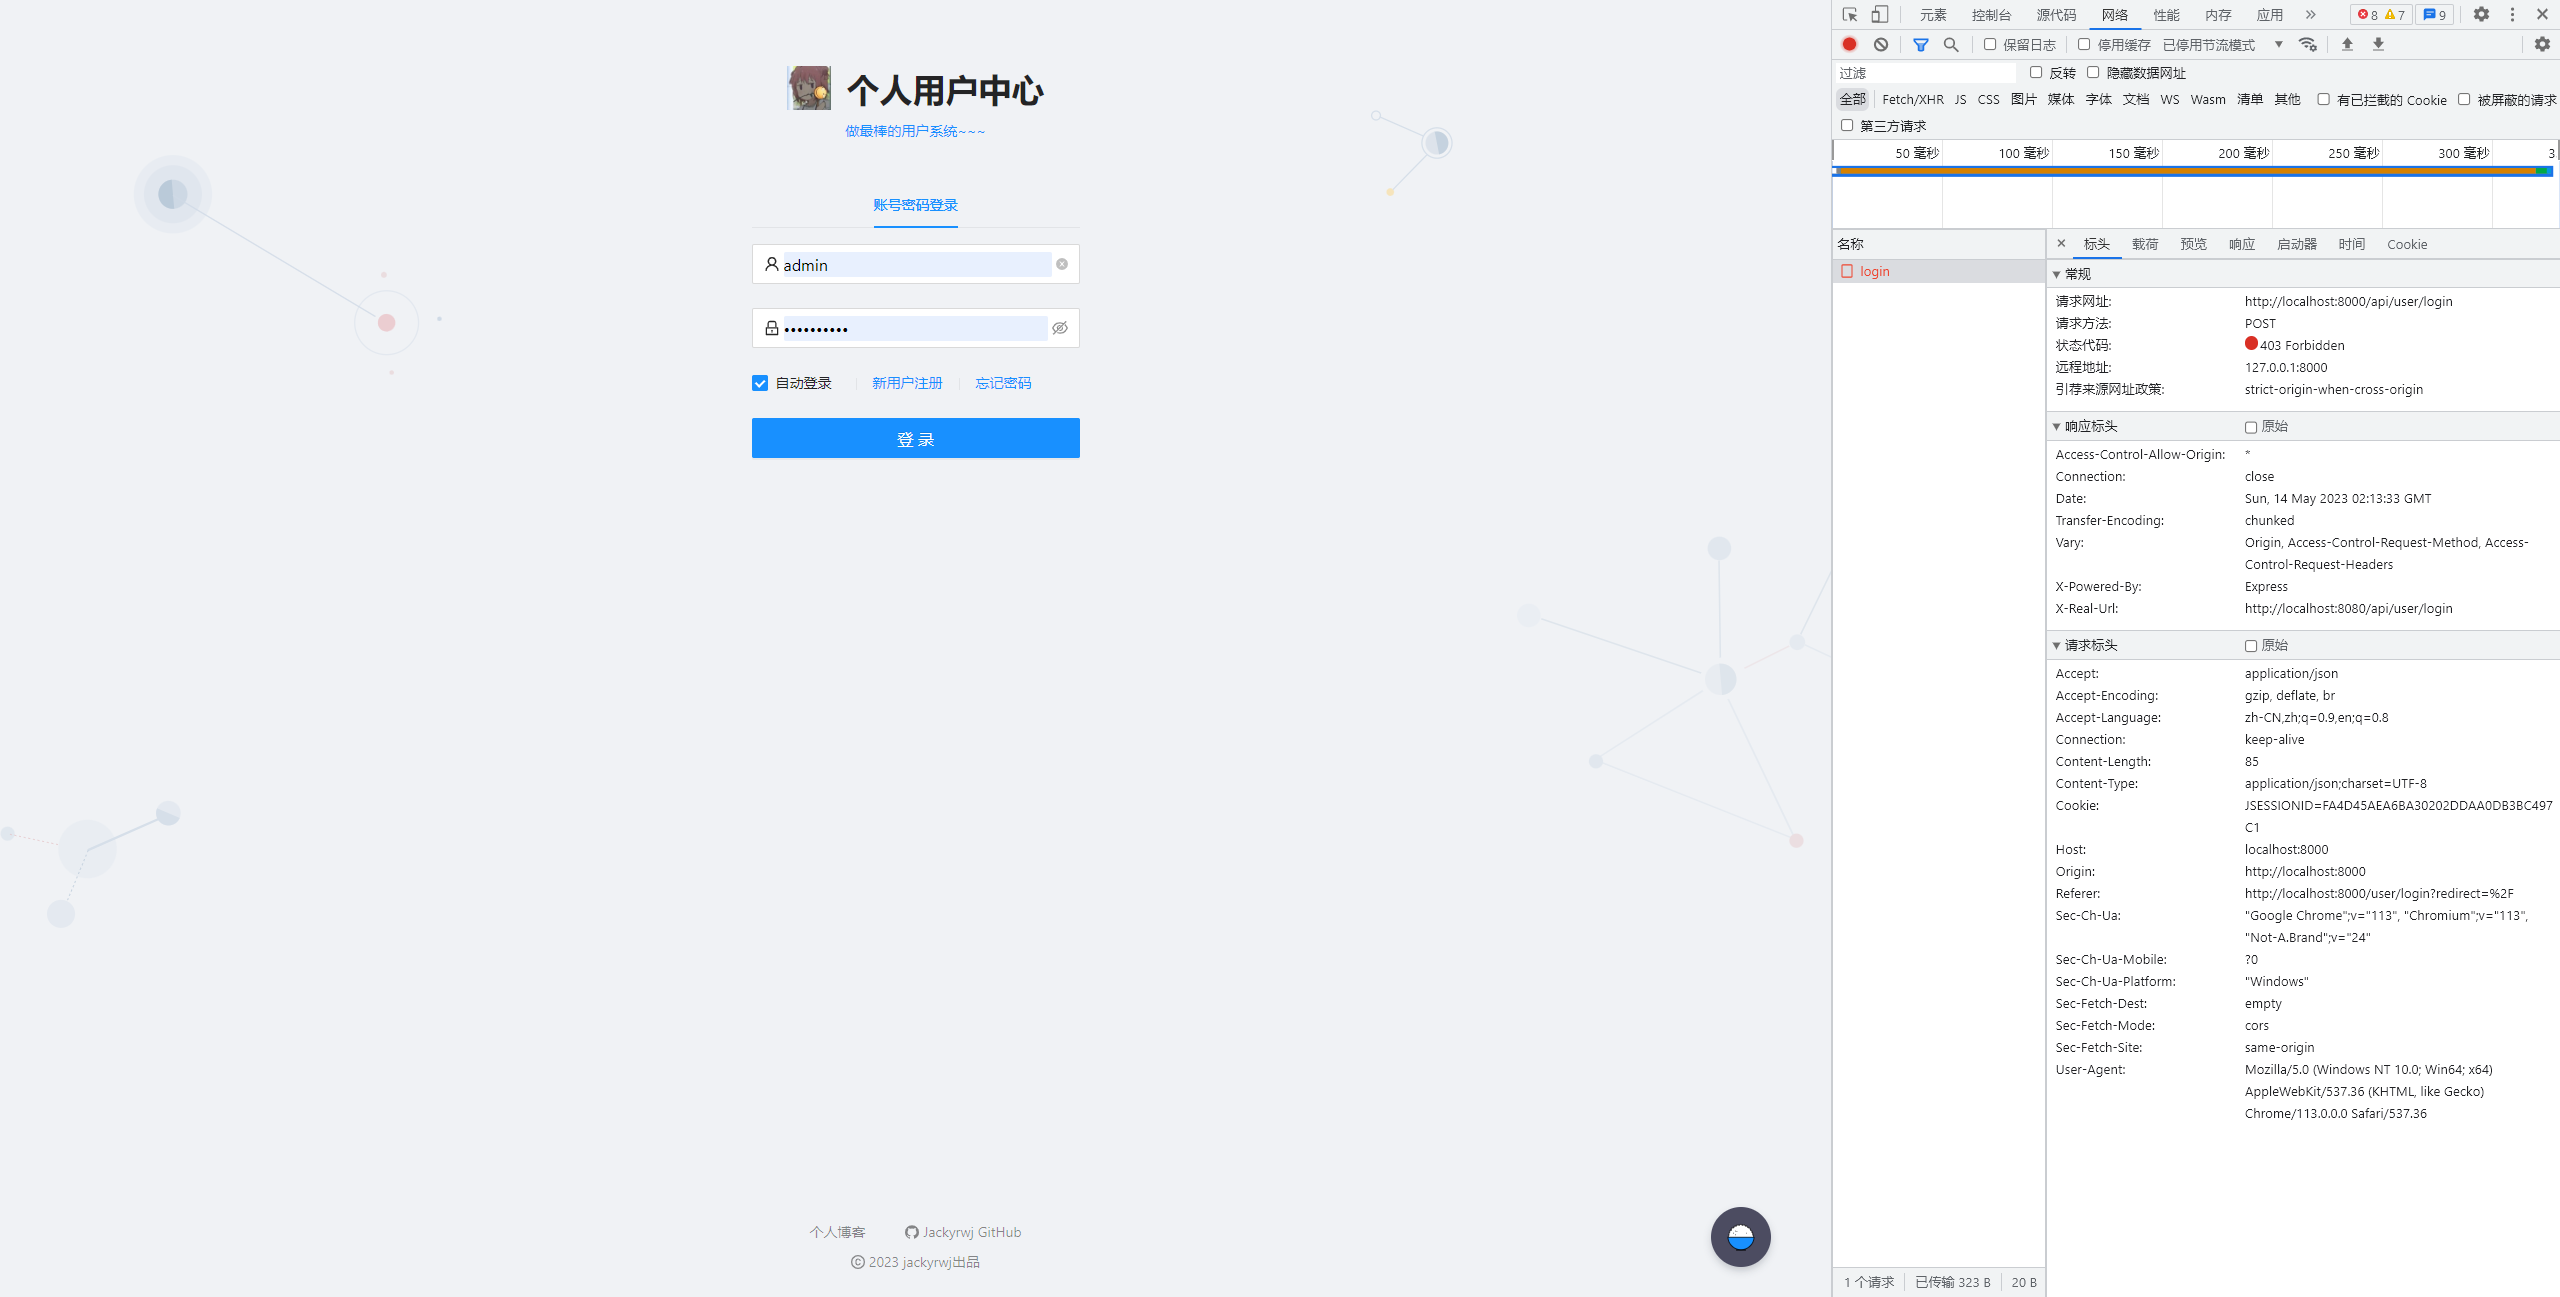 个人用户中心
做最棒的用户系统~~~
账号密码登录
admin
••••••••••
自动登录 新用户注册 忘记密码
登 录
个人博客 Jackyrwj GitHub
© 2023 jackyrwj出品
元素 控制台 源代码 网络 性能 内存 应用 » 8 7 9
保留日志 停用缓存 已停用节流模式
过滤 反转 隐藏数据网址
全部 Fetch/XHR JS CSS 图片 媒体 字体 文档 WS Wasm 清单 其他 有已拦截的 Cookie 被屏蔽的请求
第三方请求
50 毫秒 100 毫秒 150 毫秒 200 毫秒 250 毫秒 300 毫秒 3
名称
login
1 个请求 已传输 323 B 20 B
× 标头 载荷 预览 响应 启动器 时间 Cookie
常规
请求网址: http://localhost:8000/api/user/login
请求方法: POST
状态代码: 403 Forbidden
远程地址: 127.0.0.1:8000
引荐来源网址政策: strict-origin-when-cross-origin
响应标头 原始
Access-Control-Allow-Origin: *
Connection: close
Date: Sun, 14 May 2023 02:13:33 GMT
Transfer-Encoding: chunked
Vary: Origin, Access-Control-Request-Method, Access-
Control-Request-Headers
X-Powered-By: Express
X-Real-Url: http://localhost:8080/api/user/login
请求标头 原始
Accept: application/json
Accept-Encoding: gzip, deflate, br
Accept-Language: zh-CN,zh;q=0.9,en;q=0.8
Connection: keep-alive
Content-Length: 85
Content-Type: application/json;charset=UTF-8
Cookie: JSESSIONID=FA4D45AEA6BA30202DDAA0DB3BC497
C1
Host: localhost:8000
Origin: http://localhost:8000
Referer: http://localhost:8000/user/login?redirect=%2F
Sec-Ch-Ua: "Google Chrome";v="113", "Chromium";v="113",
"Not-A.Brand";v="24"
Sec-Ch-Ua-Mobile: ?0
Sec-Ch-Ua-Platform: "Windows"
Sec-Fetch-Dest: empty
Sec-Fetch-Mode: cors
Sec-Fetch-Site: same-origin
User-Agent: Mozilla/5.0 (Windows NT 10.0; Win64; x64)
AppleWebKit/537.36 (KHTML, like Gecko)
Chrome/113.0.0.0 Safari/537.36